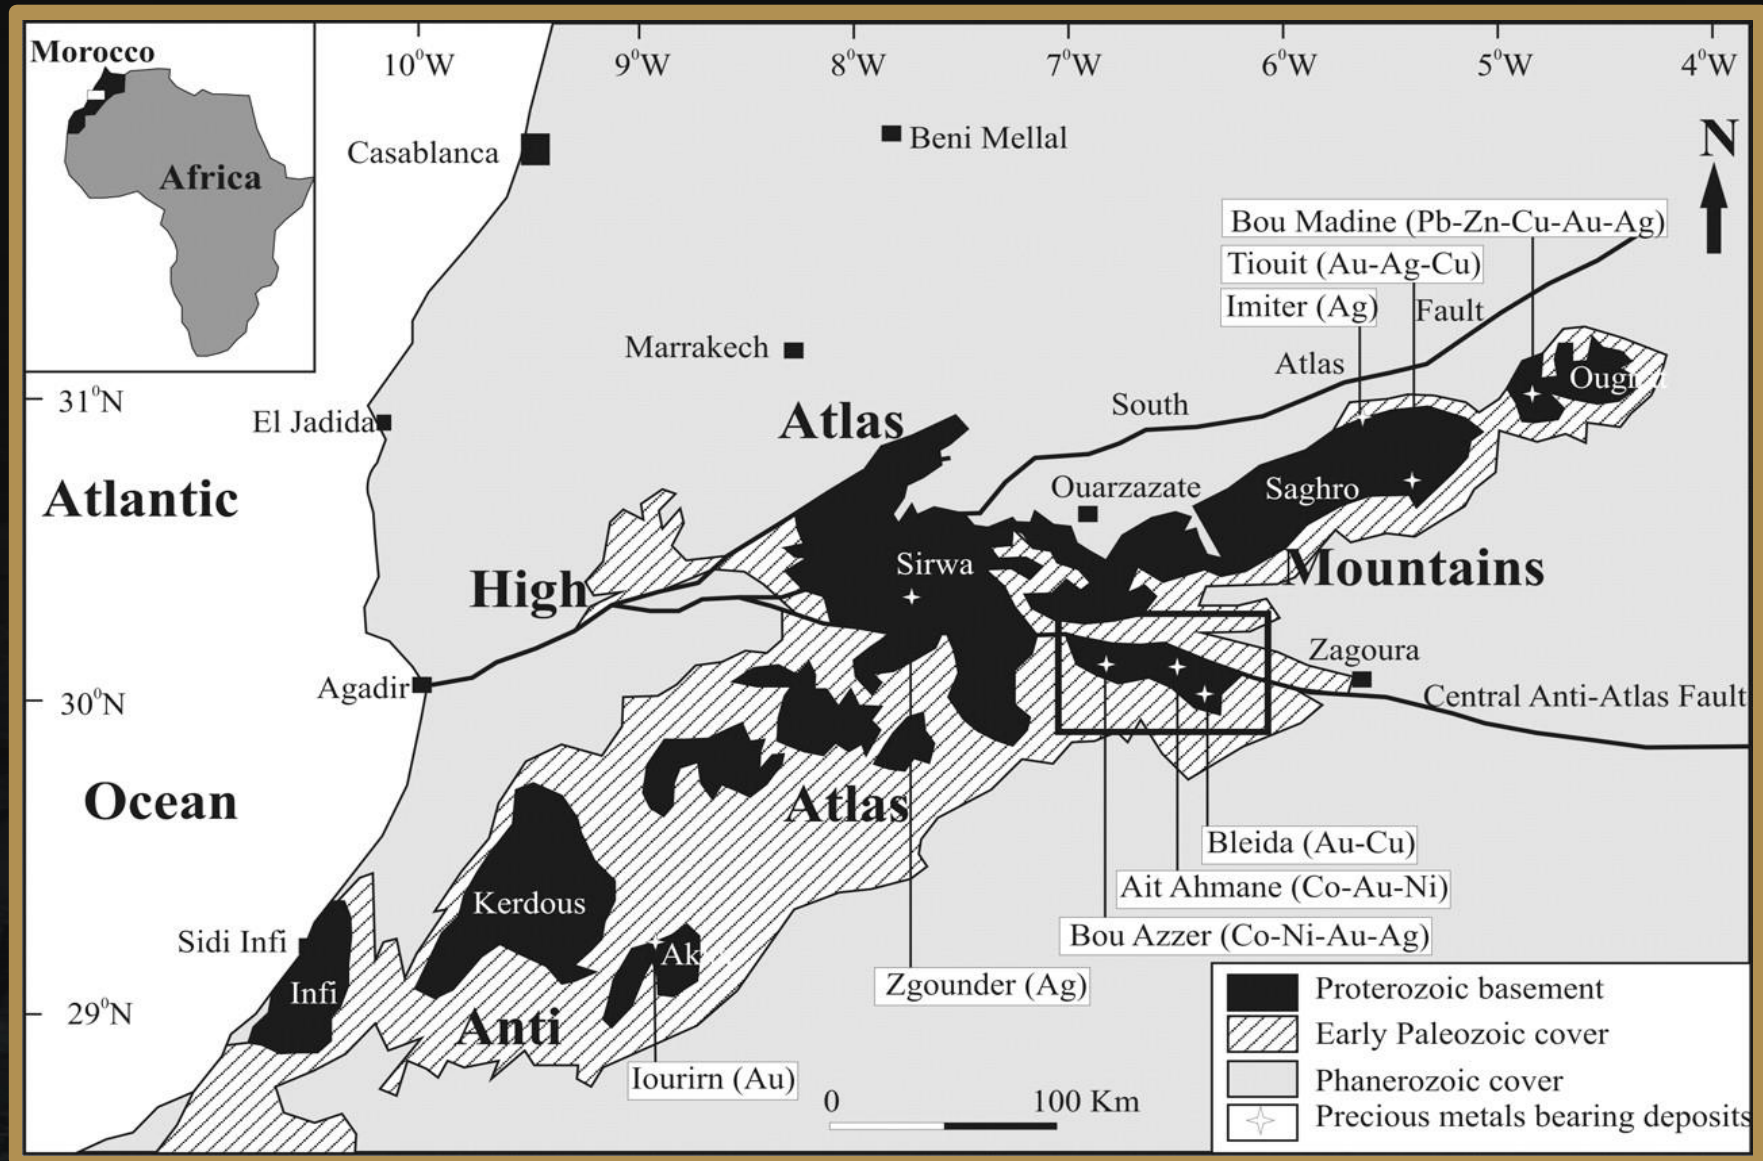 Morocco
Africa
10°W
9°W
8°W
7°W
6°W
5°W
4°W
Casablanca
Beni Mellal
N
Bou Madine (Pb-Zn-Cu-Au-Ag)
Tiouit (Au-Ag-Cu)
Imiter (Ag)
Fault
Marrakech
Atlas
South
31°N
El Jadida
Atlas
Atlantic
Ouarzazate
Saghro
Sirwa
High
Mountains
Zagoura
Agadir
30°N
Central Anti-Atlas Fault
Ocean
Atlas
Bleida (Au-Cu)
Ait Ahmane (Co-Au-Ni)
Kerdous
Bou Azzer (Co-Ni-Au-Ag)
Sidi Infi
Zgounder (Ag)
Infi
29°N
Anti
Iourirn (Au)
0
100 Km
Proterozoic basement
Early Paleozoic cover
Phanerozoic cover
Precious metals bearing deposits